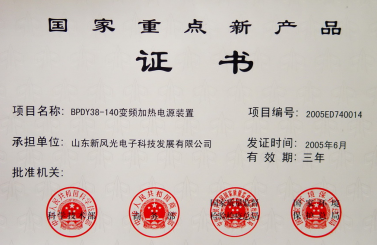 国家重点新产品
证书
项目名称：BPDY38-140变频加热电源装置
项目编号：2005ED740014
承担单位：山东新风光电子科技发展有限公司
发证时间：2005年6月
有效期：三年
批准机关：